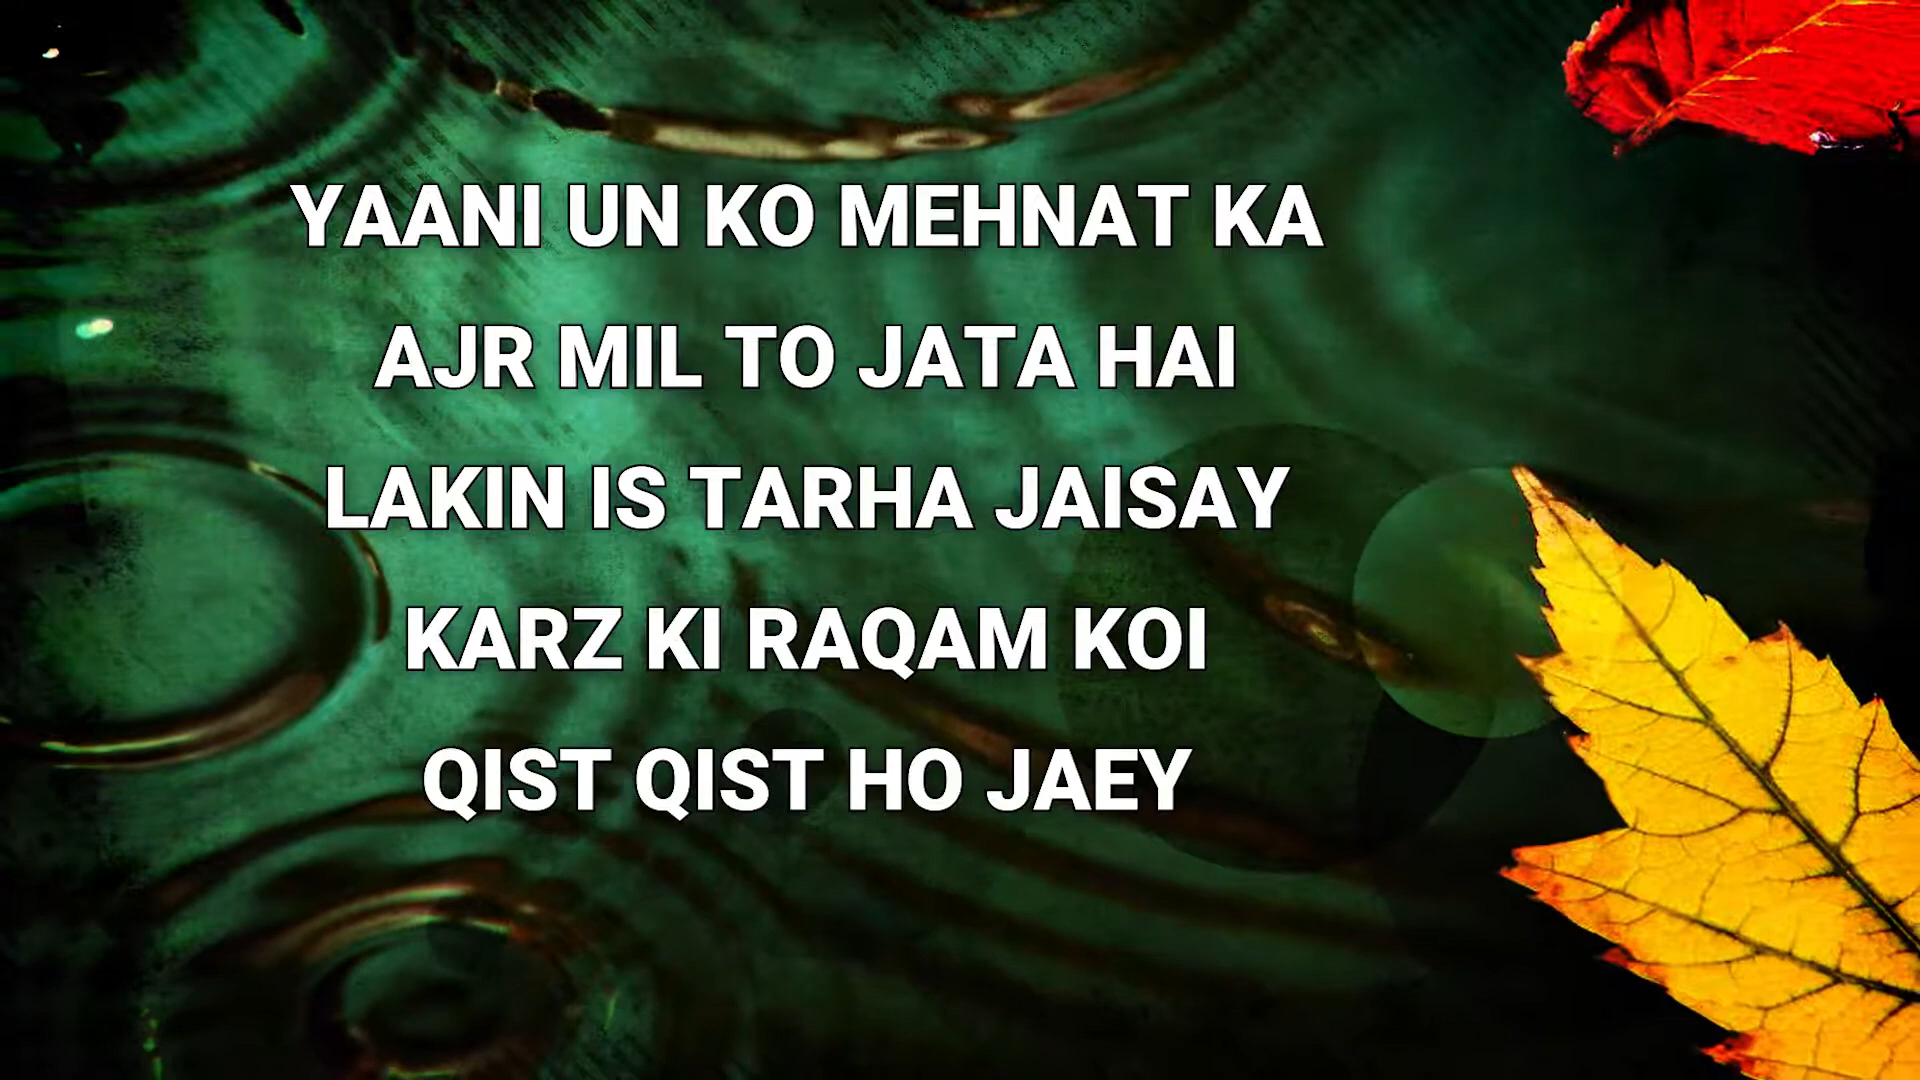 YAANI UN KO MEHNAT KA
AJR MIL TO JATA HAI
LAKIN IS TARHA JAISAY
KARZ KI RAQAM KOI
QIST QIST HO JAEY